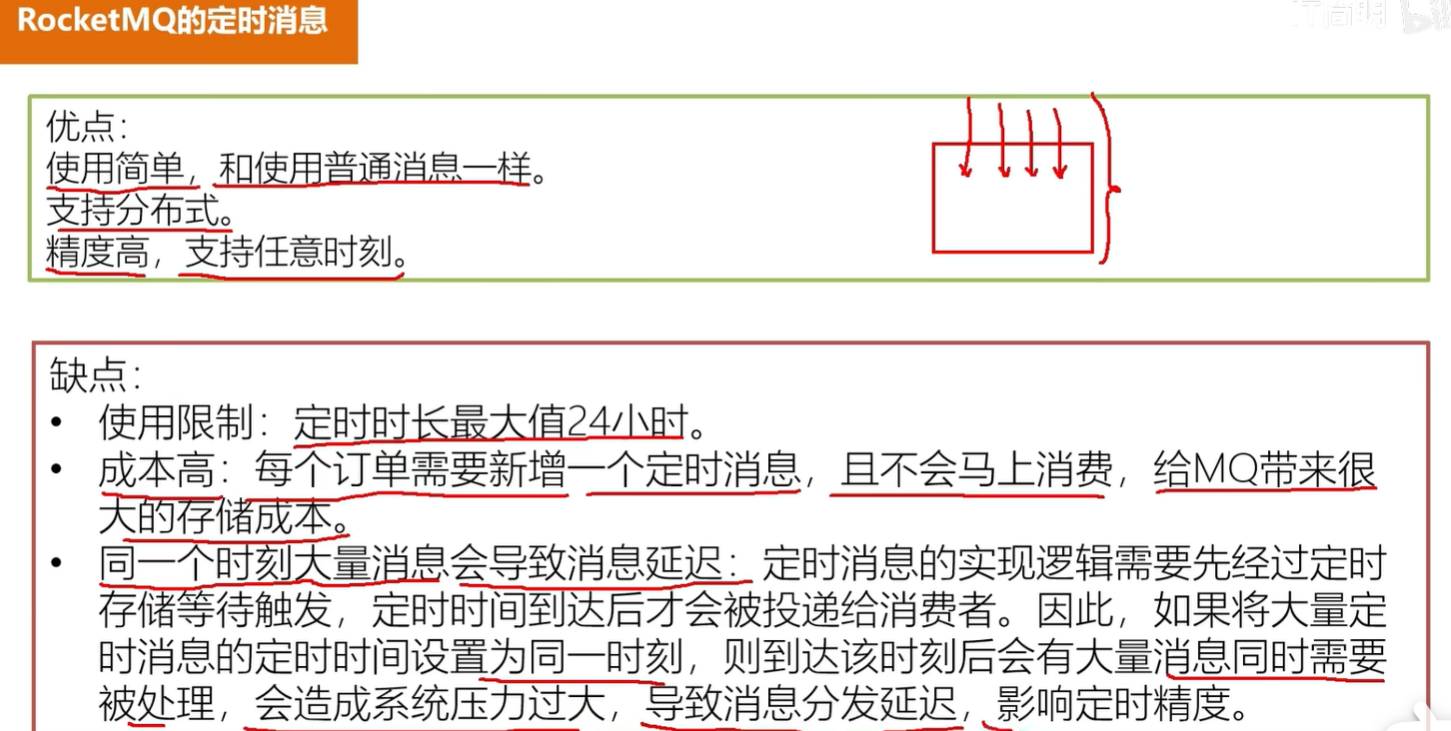 RocketMQ的定时消息
IT简明
优点：
使用简单，和使用普通消息一样。
支持分布式。
精度高，支持任意时刻。
缺点：
• 使用限制：定时时长最大值24小时。
• 成本高：每个订单需要新增一个定时消息，且不会马上消费，给MQ带来很
大的存储成本。
• 同一个时刻大量消息会导致消息延迟：定时消息的实现逻辑需要先经过定时
存储等待触发，定时时间到达后才会被投递给消费者。因此，如果将大量定
时消息的定时时间设置为同一时刻，则到达该时刻后会有大量消息同时需要
被处理，会造成系统压力过大，导致消息分发延迟，影响定时精度。